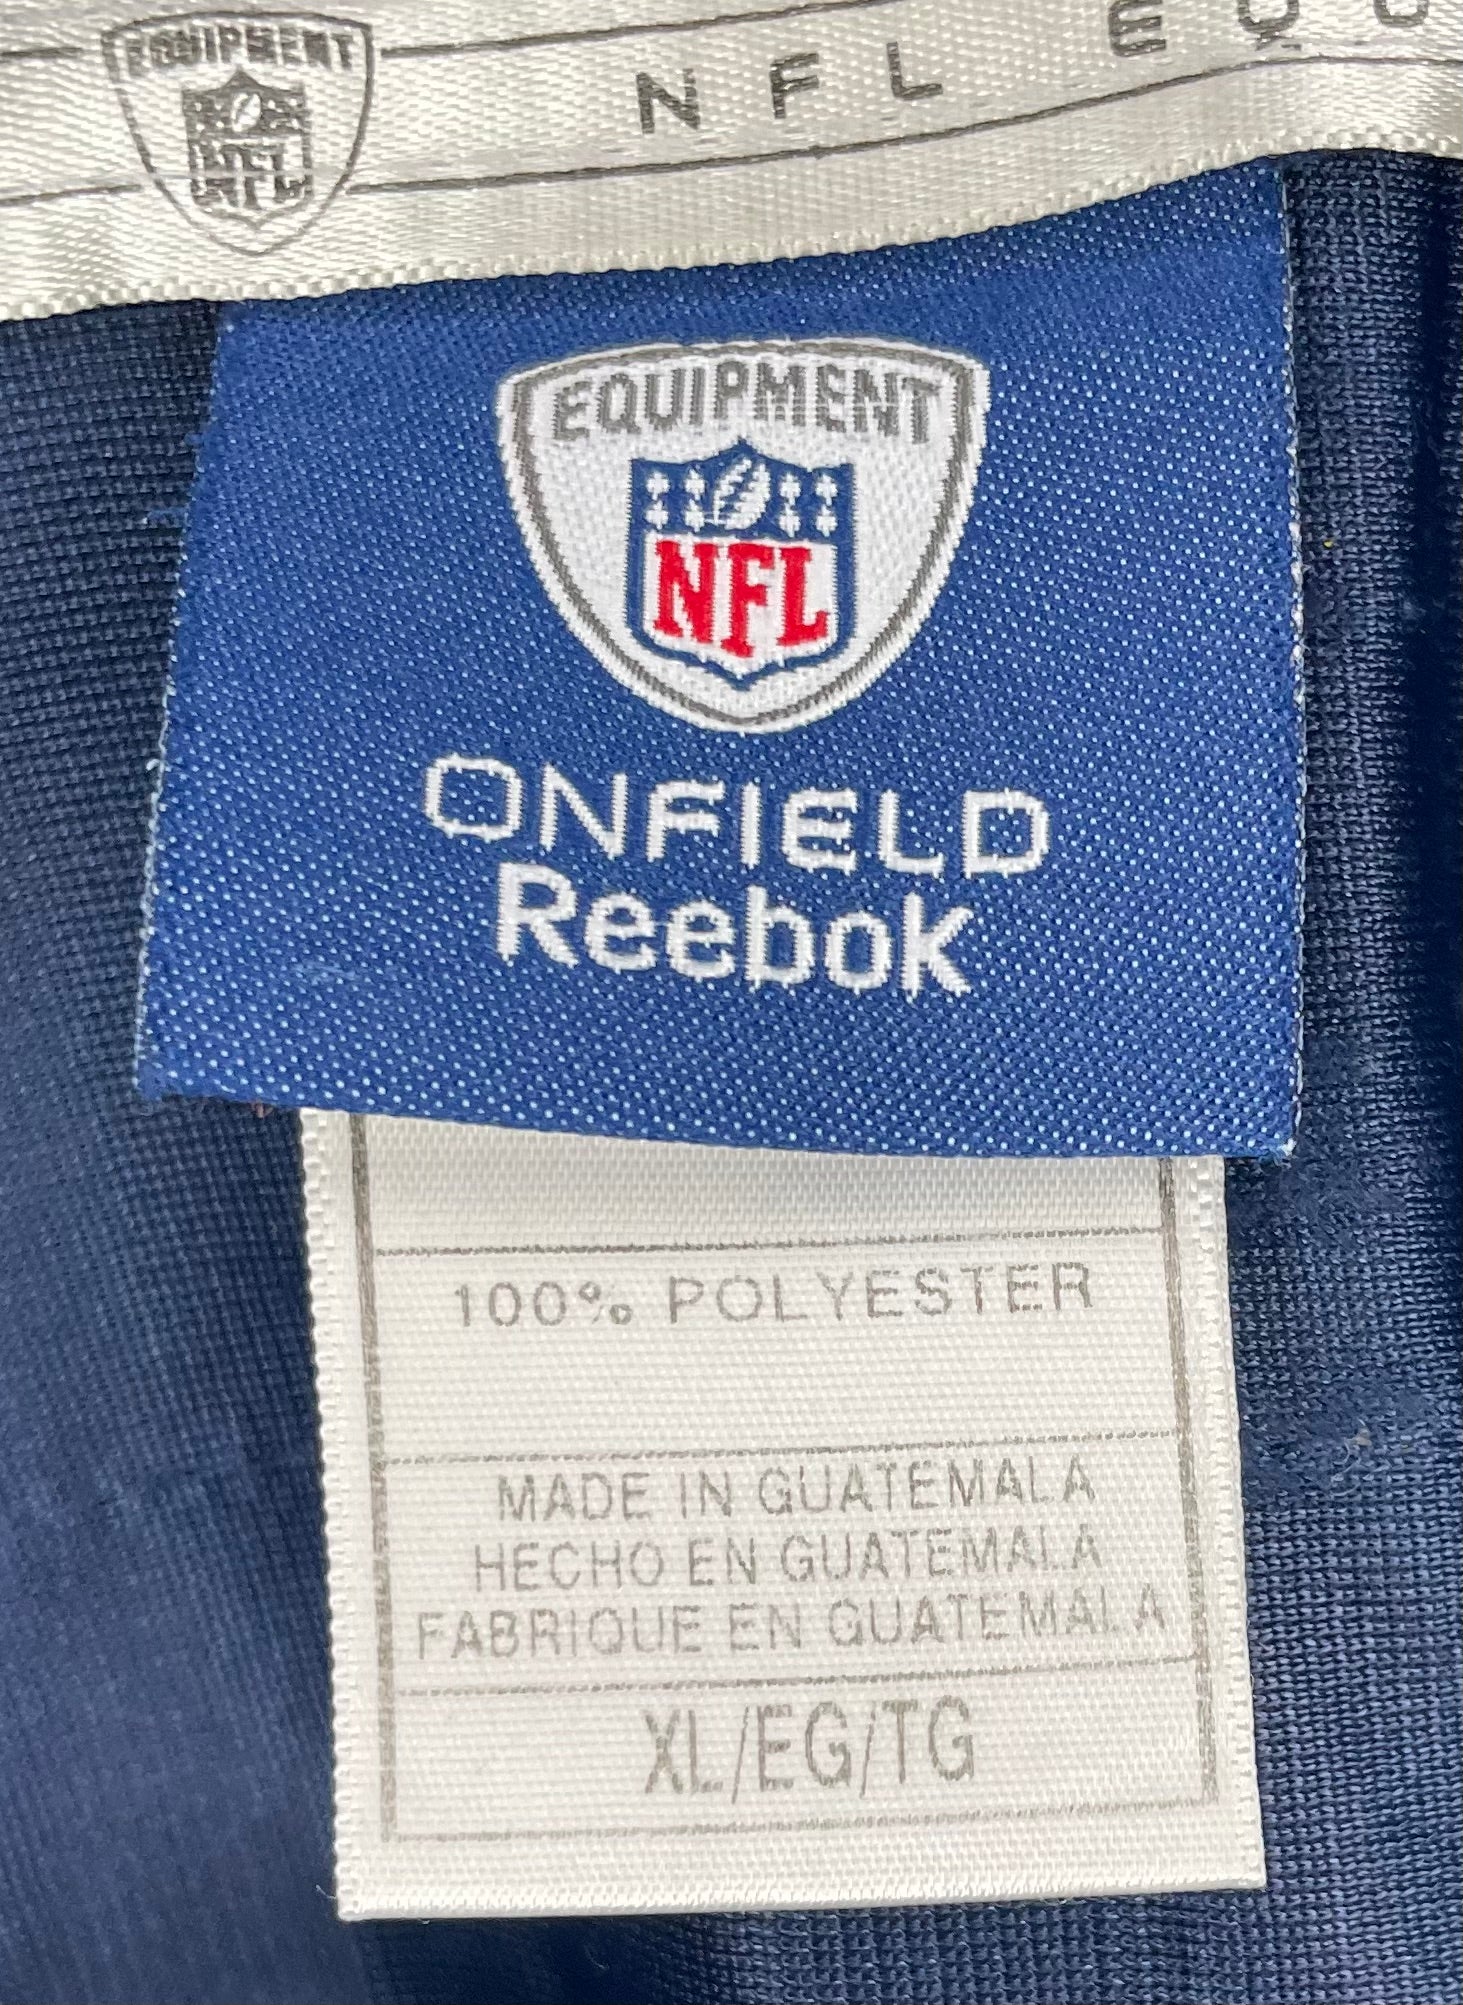 EQUIPMENT
NFL
NFL
EQUIPMENT
NFL
ONFIELD
Reebok
100% POLYESTER
MADE IN GUATEMALA
HECHO EN GUATEMALA
FABRIQUE EN GUATEMALA
XL/EG/TG